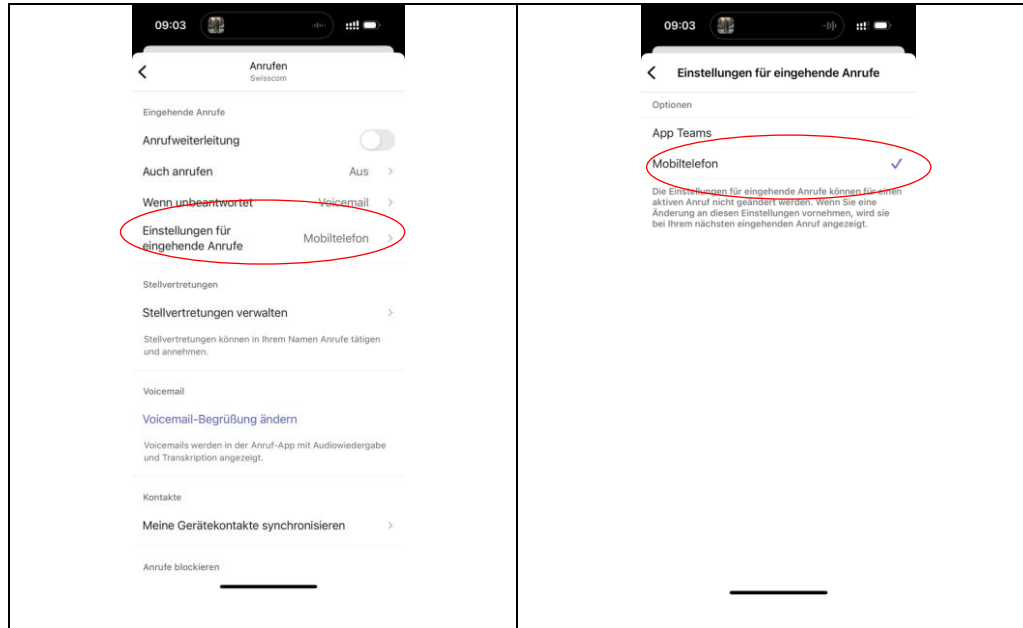 09:03
Anrufen
Swisscom
Eingehende Anrufe
Anrufweiterleitung
Auch anrufen Aus
Wenn unbeantwortet Voicemail
Einstellungen für
eingehende Anrufe Mobiltelefon
Stellvertretungen
Stellvertretungen verwalten
Stellvertretungen können in Ihrem Namen Anrufe tätigen
und annehmen.
Voicemail
Voicemail-Begrüßung ändern
Voicemails werden in der Anruf-App mit Audiowiedergabe
und Transkription angezeigt.
Kontakte
Meine Gerätekontakte synchronisieren
Anrufe blockieren
09:03
Einstellungen für eingehende Anrufe
Optionen
App Teams
Mobiltelefon
Die Einstellungen für eingehende Anrufe können für einen
aktiven Anruf nicht geändert werden. Wenn Sie eine
Änderung an diesen Einstellungen vornehmen, wird sie
bei Ihrem nächsten eingehenden Anruf angezeigt.